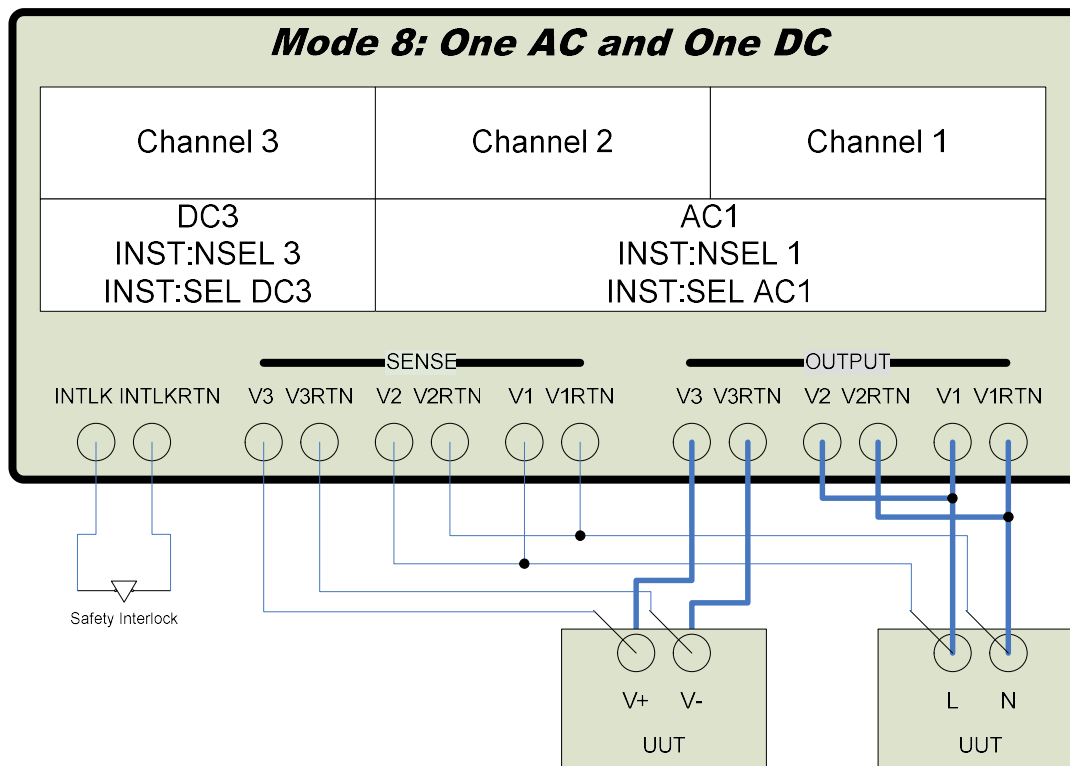 Mode 8: One AC and One DC
Channel 3
Channel 2
Channel 1
DC3
INST:NSEL 3
INST:SEL DC3
AC1
INST:NSEL 1
INST:SEL AC1
SENSE
OUTPUT
INTLK INTLKRTN V3 V3RTN V2 V2RTN V1 V1RTN V3 V3RTN V2 V2RTN V1 V1RTN
Safety Interlock
V+ V-
UUT
L N
UUT